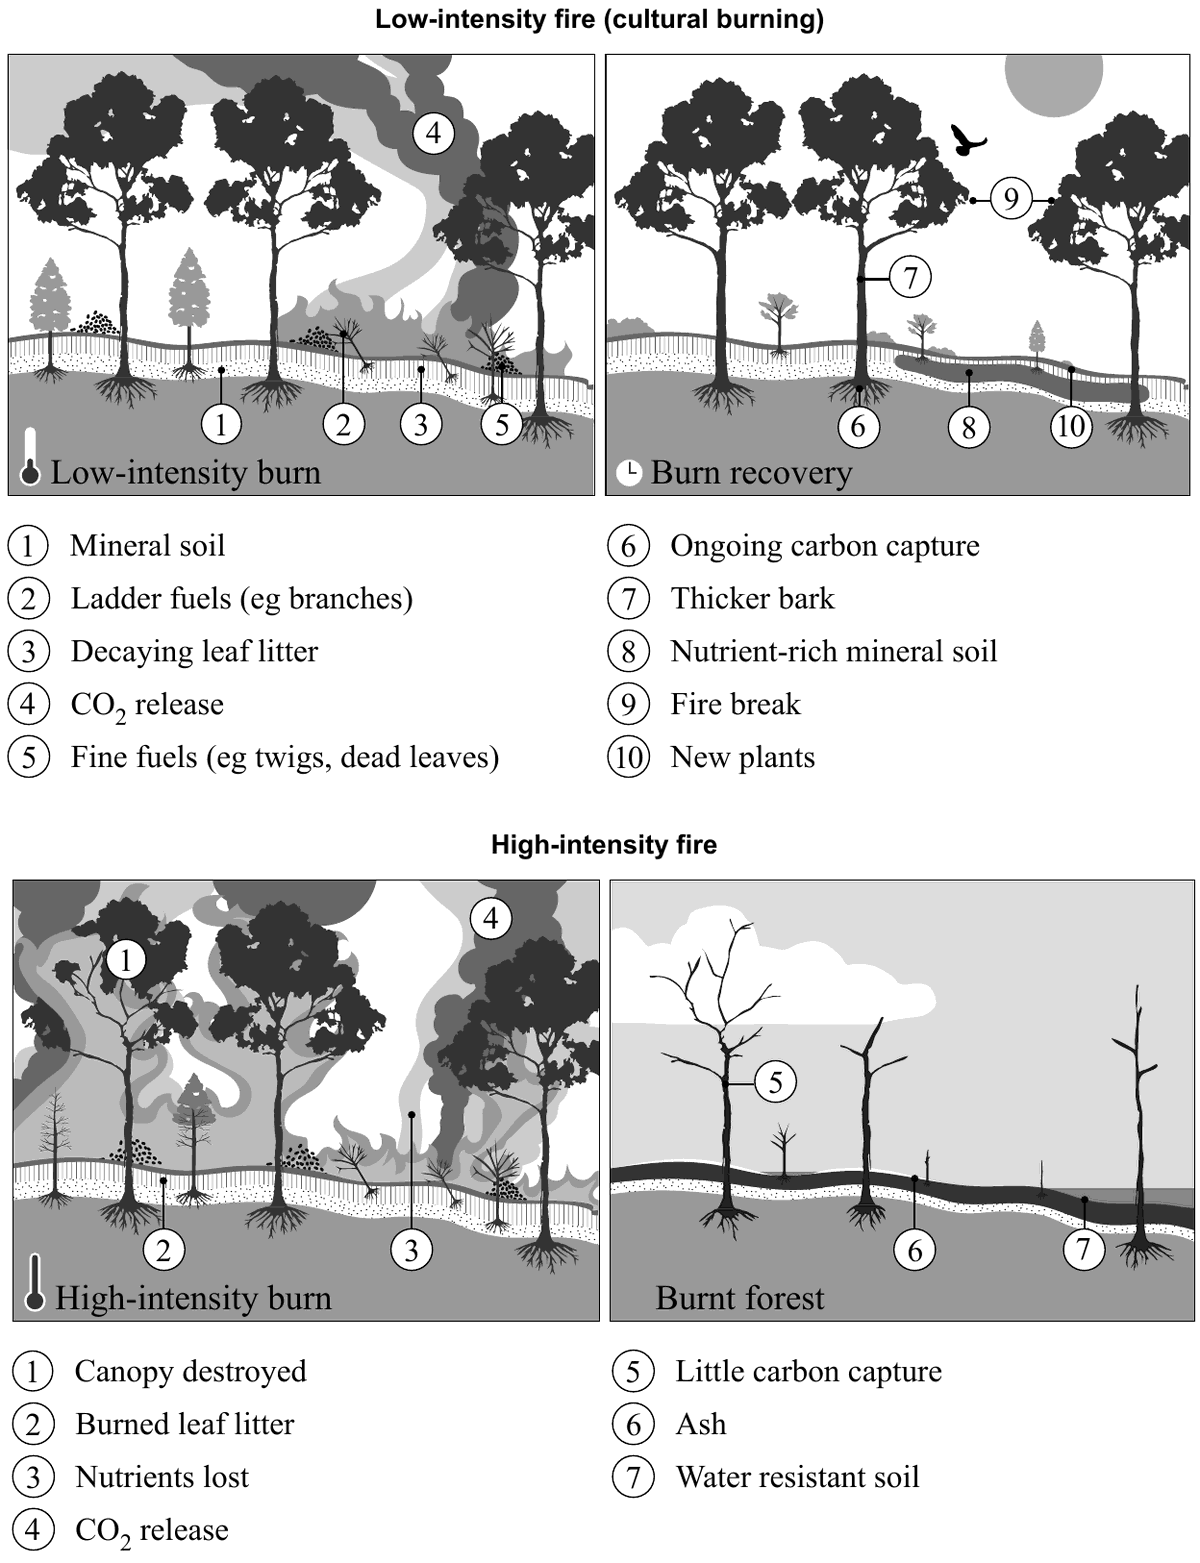 Low-intensity fire (cultural burning)
4
1
2
3
5
Low-intensity burn
9
7
6
8
10
Burn recovery
1 Mineral soil
2 Ladder fuels (eg branches)
3 Decaying leaf litter
4 CO2 release
5 Fine fuels (eg twigs, dead leaves)
6 Ongoing carbon capture
7 Thicker bark
8 Nutrient-rich mineral soil
9 Fire break
10 New plants
High-intensity fire
1
4
2
3
High-intensity burn
5
6
7
Burnt forest
1 Canopy destroyed
2 Burned leaf litter
3 Nutrients lost
4 CO2 release
5 Little carbon capture
6 Ash
7 Water resistant soil